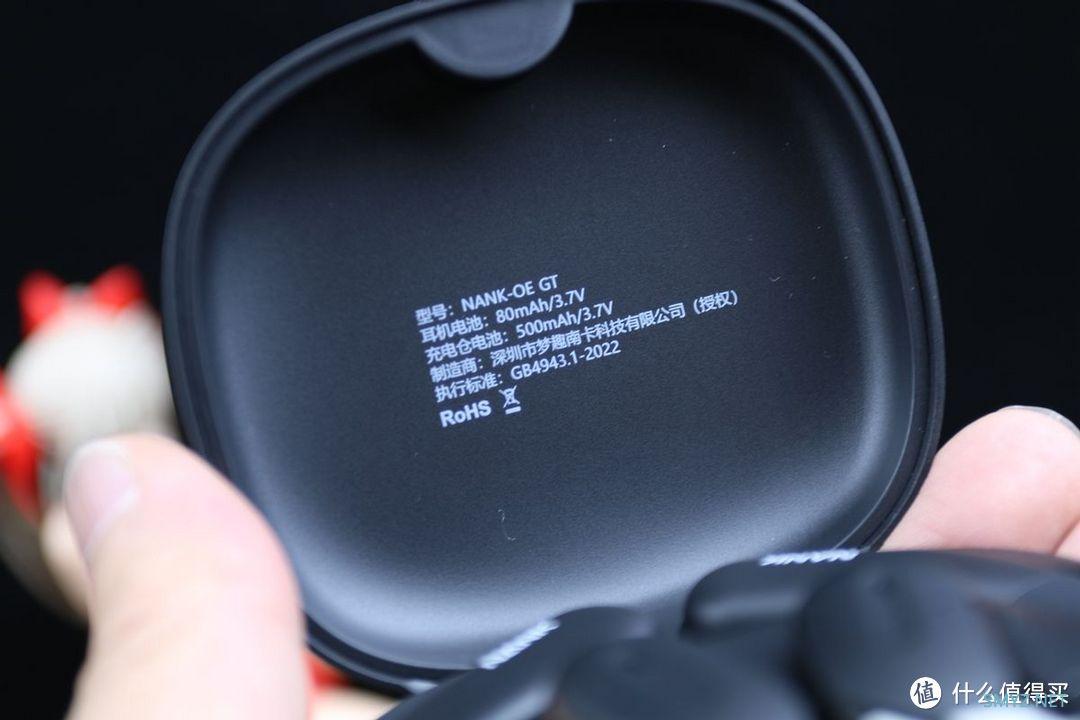 型号：NANK-OE GT
耳机电池：80mAh/3.7V
充电仓电池：500mAh/3.7V
制造商：深圳市梦趣南卡科技有限公司（授权）
执行标准：GB4943.1-2022
RoHS
NANK
值 什么值得买